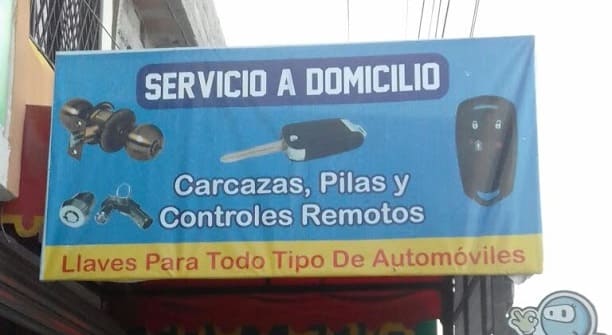 SERVICIO A DOMICILIO
Carcazas, Pilas y
Controles Remotos
Llaves Para Todo Tipo De Automóviles